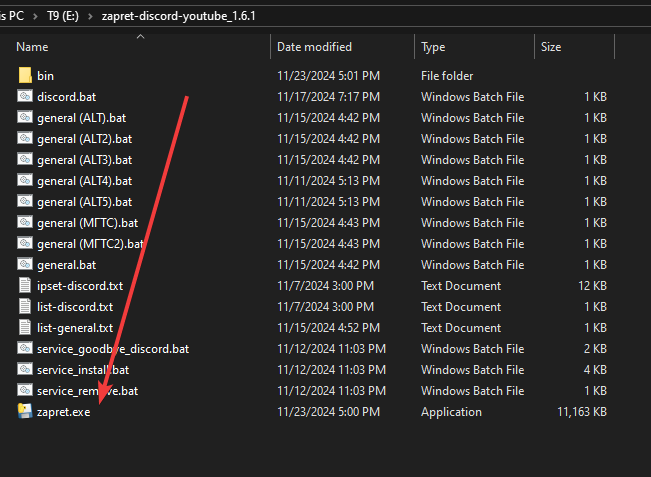 is PC > T9 (E:) > zapret-discord-youtube_1.6.1
Name Date modified Type Size
bin 11/23/2024 5:01 PM File folder
discord.bat 11/17/2024 7:17 PM Windows Batch File 1 KB
general (ALT).bat 11/15/2024 4:42 PM Windows Batch File 1 KB
general (ALT2).bat 11/15/2024 4:42 PM Windows Batch File 1 KB
general (ALT3).bat 11/15/2024 4:42 PM Windows Batch File 1 KB
general (ALT4).bat 11/11/2024 5:13 PM Windows Batch File 1 KB
general (ALT5).bat 11/11/2024 5:13 PM Windows Batch File 1 KB
general (МГТС).bat 11/15/2024 4:43 PM Windows Batch File 1 KB
general (МГТС2).bat 11/15/2024 4:43 PM Windows Batch File 1 KB
general.bat 11/15/2024 4:42 PM Windows Batch File 1 KB
ipset-discord.txt 11/7/2024 3:00 PM Text Document 12 KB
list-discord.txt 11/7/2024 3:00 PM Text Document 1 KB
list-general.txt 11/15/2024 4:52 PM Text Document 1 KB
service_goodbye_discord.bat 11/12/2024 11:03 PM Windows Batch File 2 KB
service_install.bat 11/12/2024 11:03 PM Windows Batch File 4 KB
service_remove.bat 11/12/2024 11:03 PM Windows Batch File 1 KB
zapret.exe 11/23/2024 5:00 PM Application 11,163 KB